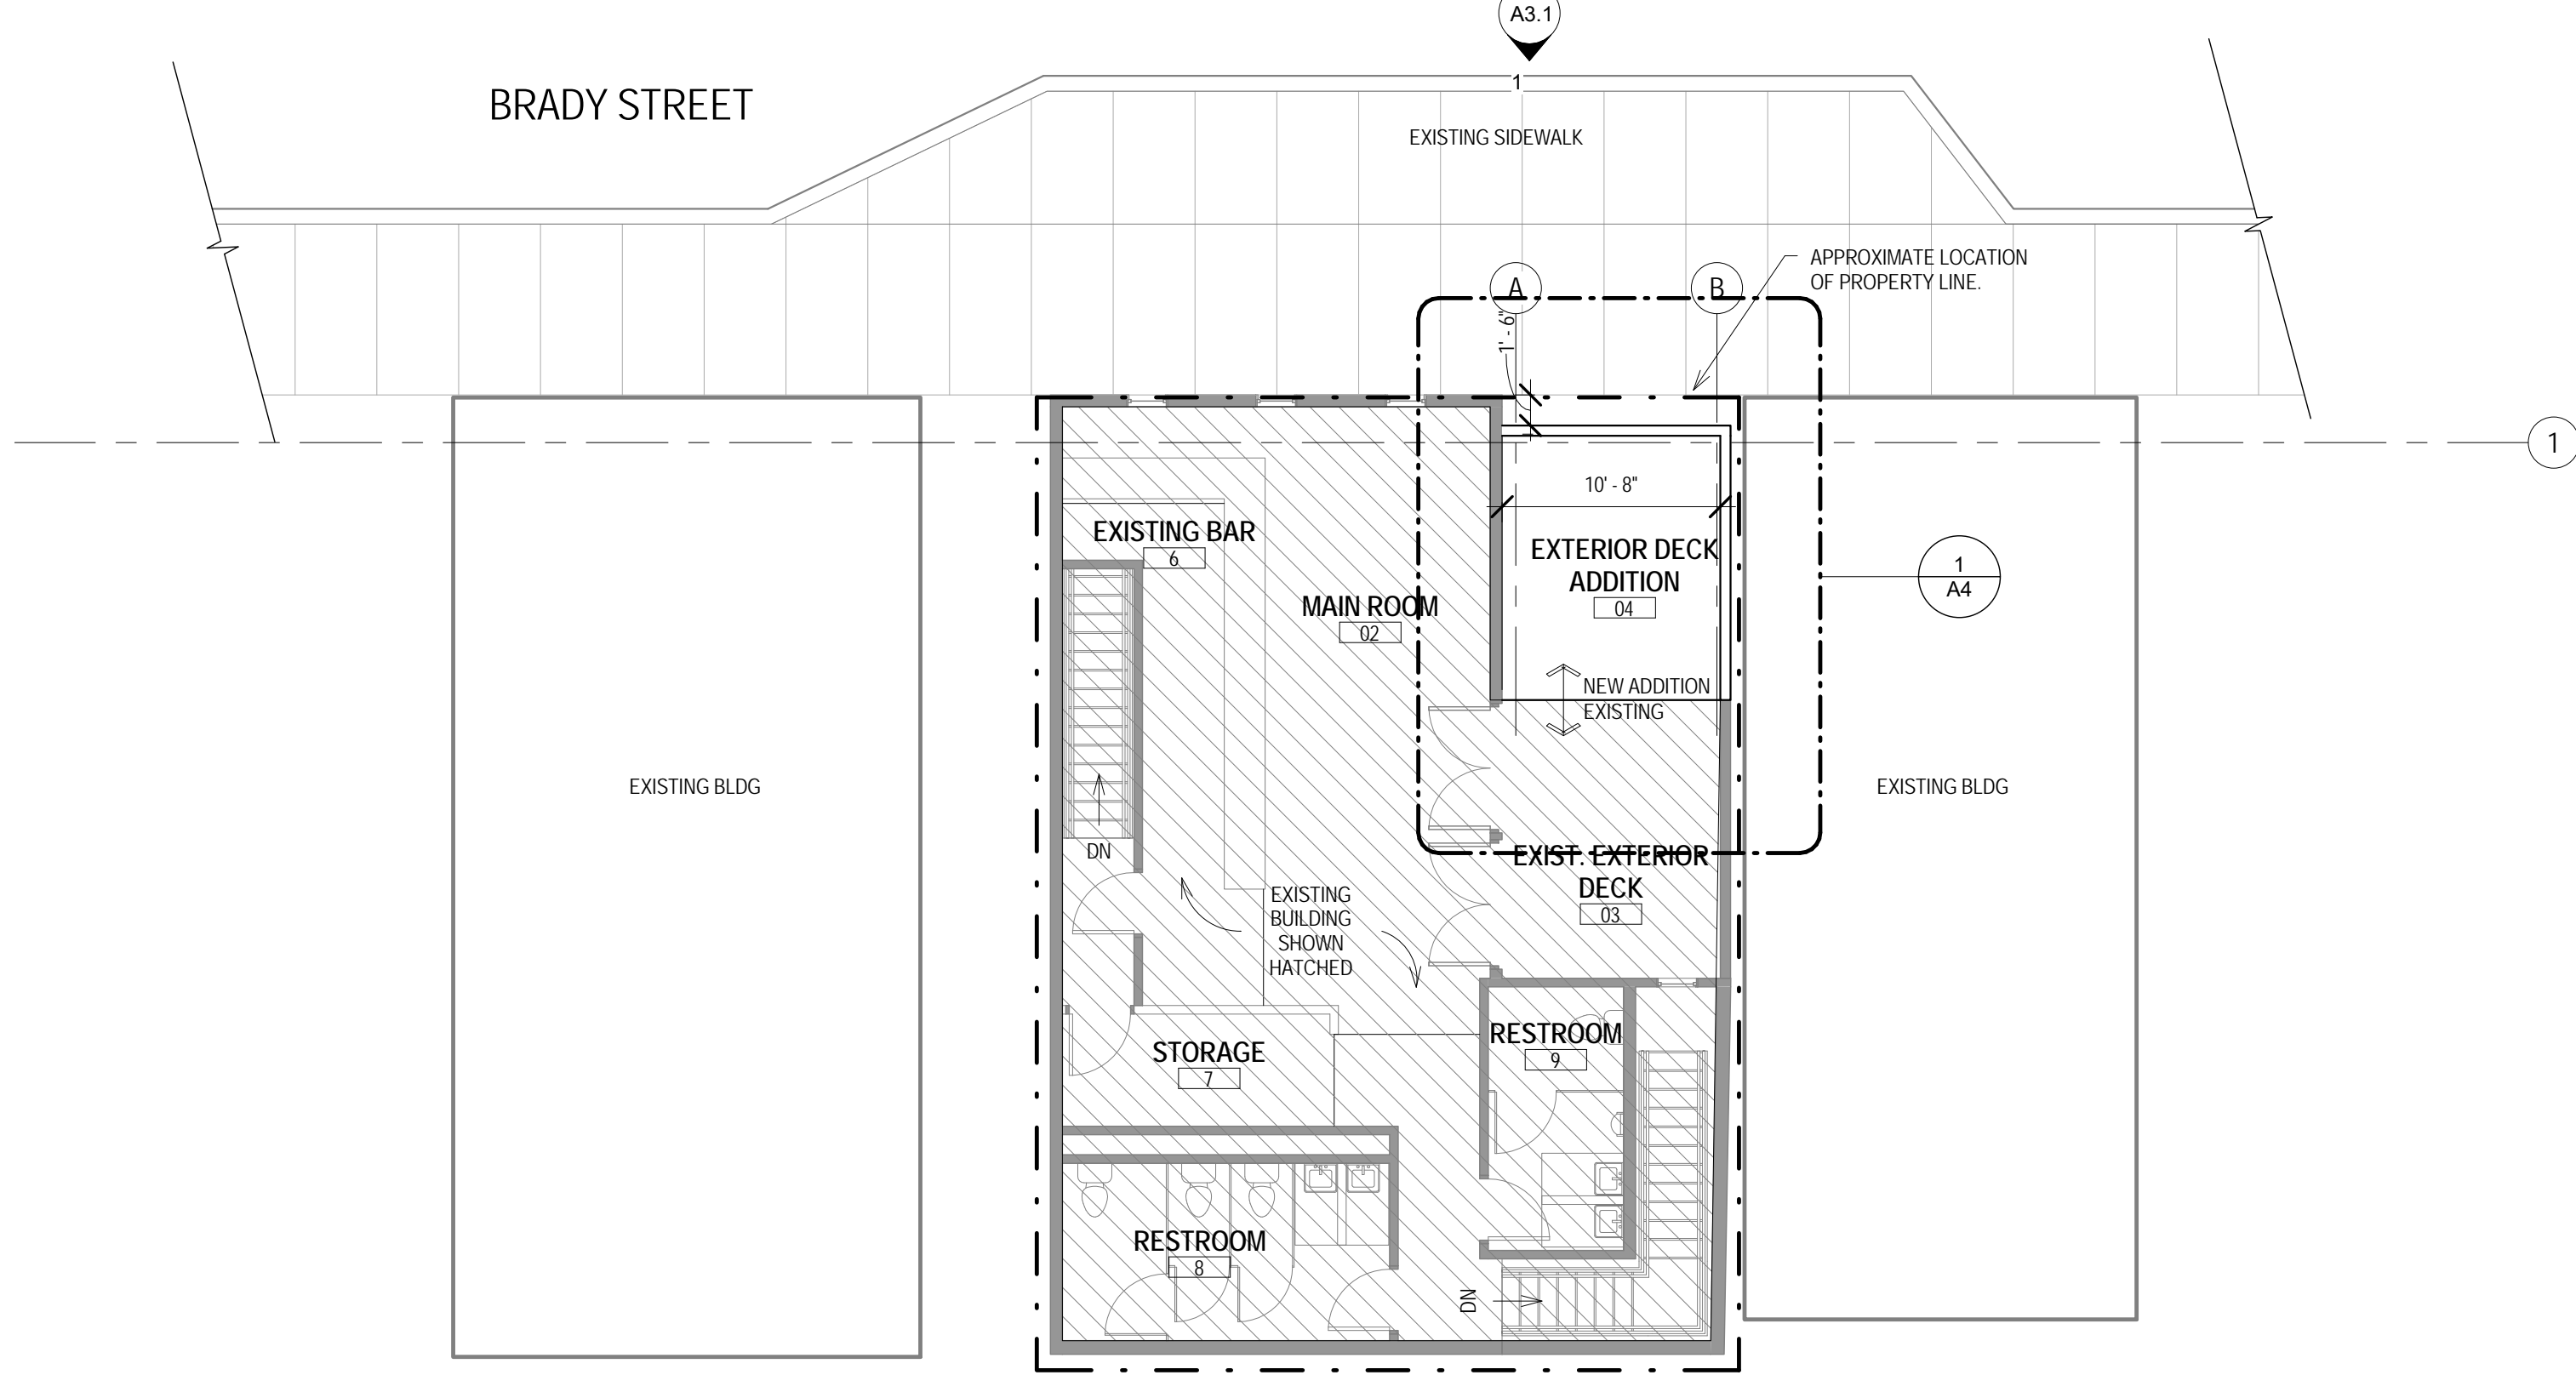 A3.1
1
BRADY STREET
EXISTING SIDEWALK
APPROXIMATE LOCATION
OF PROPERTY LINE.
A
B
1' - 6"
1
10' - 8"
EXISTING BAR
6
EXTERIOR DECK
ADDITION
04
1
A4
MAIN ROOM
02
NEW ADDITION
EXISTING
EXISTING BLDG
EXISTING BLDG
DN
EXIST. EXTERIOR
DECK
03
EXISTING
BUILDING
SHOWN
HATCHED
RESTROOM
9
STORAGE
7
RESTROOM
8
DN